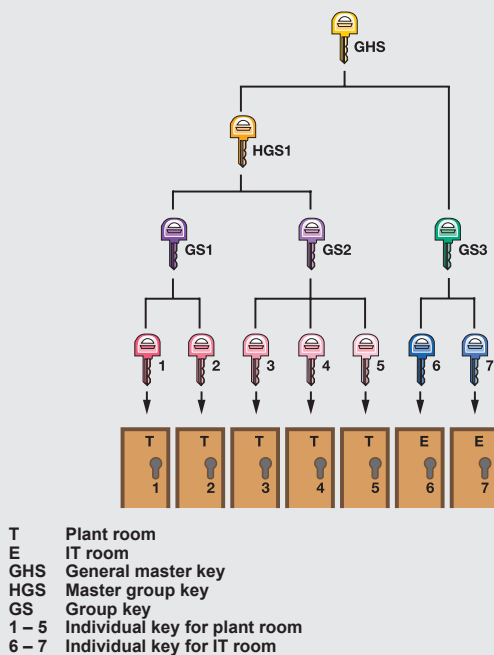 GHS
HGS1
GS1 GS2 GS3
1 2 3 4 5 6 7
T T T T T E E
1 2 3 4 5 6 7
T Plant room
E IT room
GHS General master key
HGS Master group key
GS Group key
1 – 5 Individual key for plant room
6 – 7 Individual key for IT room